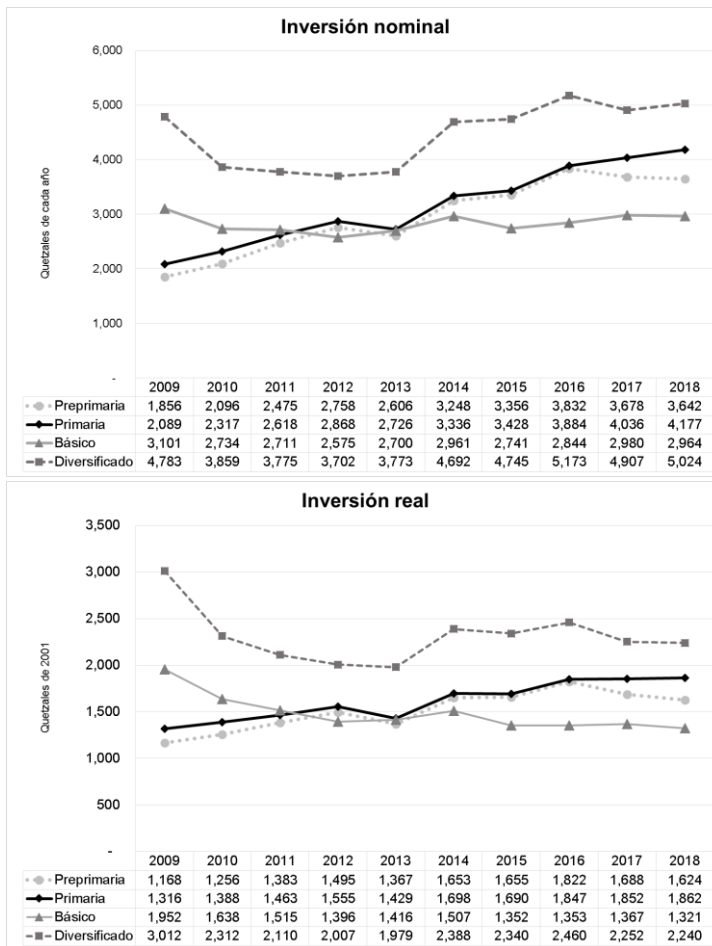 Inversión nominal
6,000
5,000
4,000
3,000
2,000
1,000
-
Quetzales de cada año
2009 2010 2011 2012 2013 2014 2015 2016 2017 2018
Preprimaria 1,856 2,096 2,475 2,758 2,606 3,248 3,356 3,832 3,678 3,642
Primaria 2,089 2,317 2,618 2,868 2,726 3,336 3,428 3,884 4,036 4,177
Básico 3,101 2,734 2,711 2,575 2,700 2,961 2,741 2,844 2,980 2,964
Diversificado 4,783 3,859 3,775 3,702 3,773 4,692 4,745 5,173 4,907 5,024
Inversión real
3,500
3,000
2,500
2,000
1,500
1,000
500
-
Quetzales de 2001
2009 2010 2011 2012 2013 2014 2015 2016 2017 2018
Preprimaria 1,168 1,256 1,383 1,495 1,367 1,653 1,655 1,822 1,688 1,624
Primaria 1,316 1,388 1,463 1,555 1,429 1,698 1,690 1,847 1,852 1,862
Básico 1,952 1,638 1,515 1,396 1,416 1,507 1,352 1,353 1,367 1,321
Diversificado 3,012 2,312 2,110 2,007 1,979 2,388 2,340 2,460 2,252 2,240